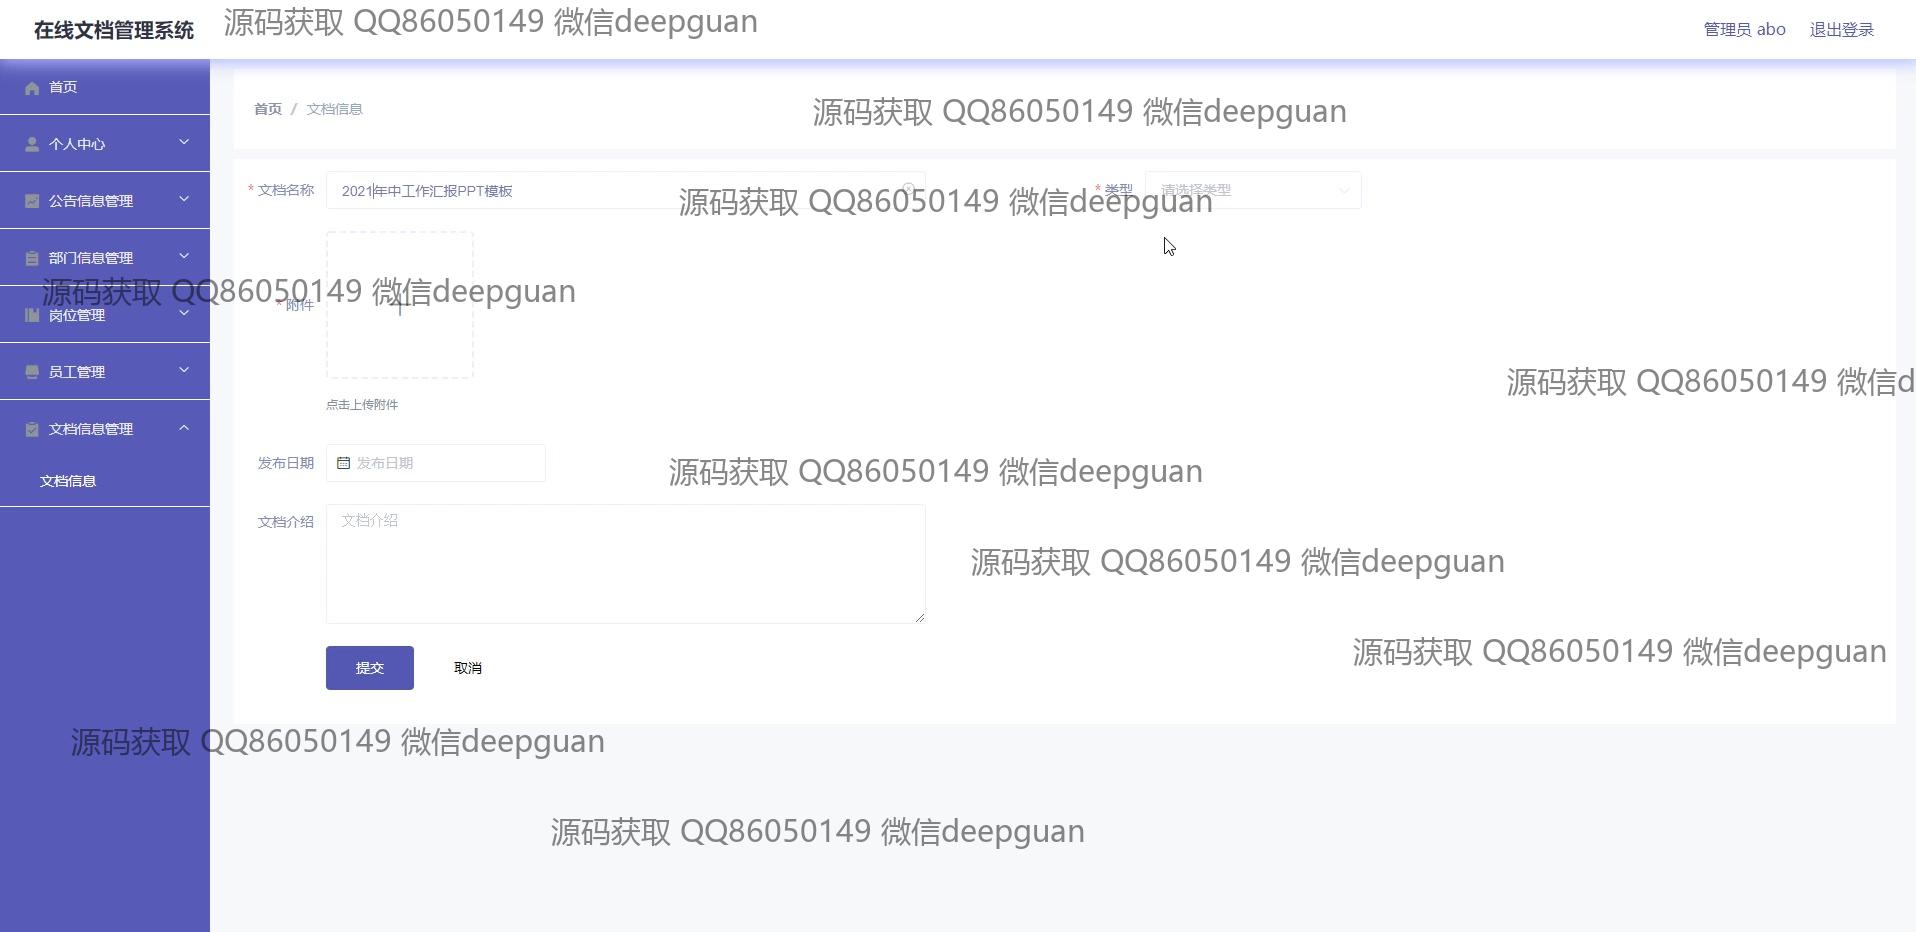 在线文档管理系统
源码获取 QQ86050149 微信deepguan
管理员 abo
退出登录
首页
个人中心
公告信息管理
部门信息管理
岗位管理
员工管理
文档信息管理
文档信息
首页 / 文档信息
源码获取 QQ86050149 微信deepguan
* 文档名称
2021年中工作汇报PPT模板
* 类型
请选择类型
源码获取 QQ86050149 微信deepguan
源码获取 QQ86050149 微信deepguan
* 附件
点击上传附件
源码获取 QQ86050149 微信d
发布日期
发布日期
源码获取 QQ86050149 微信deepguan
文档介绍
文档介绍
源码获取 QQ86050149 微信deepguan
提交
取消
源码获取 QQ86050149 微信deepguan
源码获取 QQ86050149 微信deepguan
源码获取 QQ86050149 微信deepguan